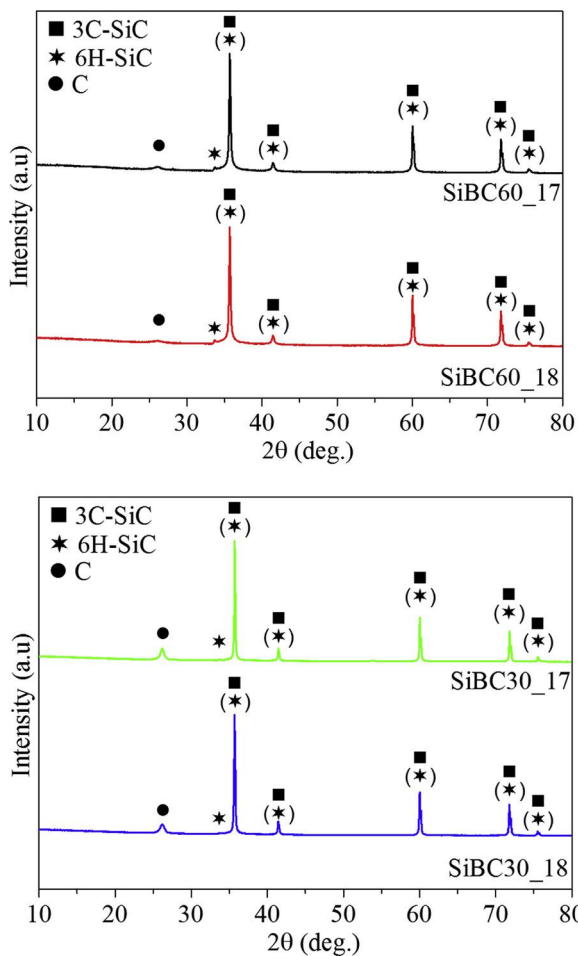 ■ 3C-SiC
✶ 6H-SiC
● C
Intensity (a.u)
SiBC60_17
SiBC60_18
10 20 30 40 50 60 70 80
2θ (deg.)
■ 3C-SiC
✶ 6H-SiC
● C
Intensity (a.u)
SiBC30_17
SiBC30_18
10 20 30 40 50 60 70 80
2θ (deg.)